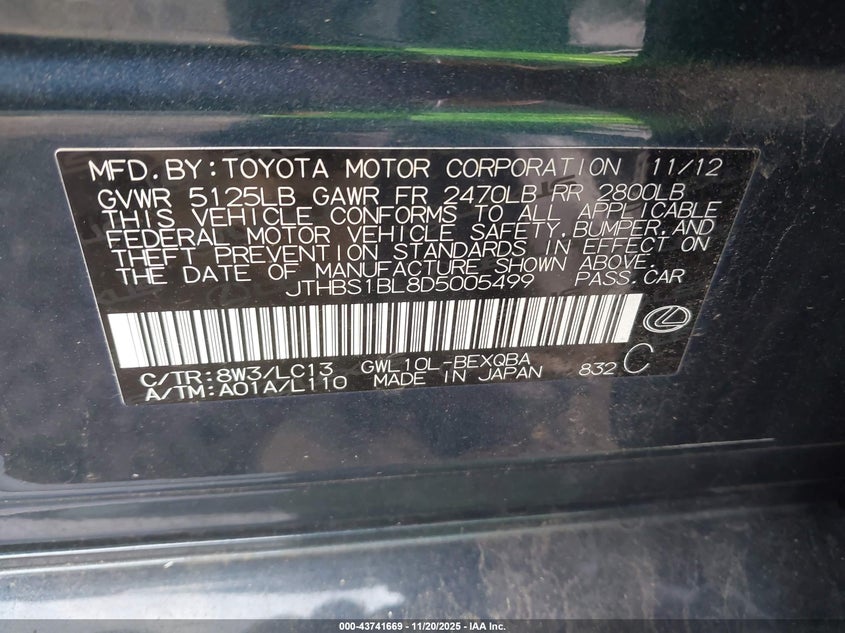 MFD. BY: TOYOTA MOTOR CORPORATION 11/12
GVWR 5125LB GAWR FR 2470LB RR 2800LB
THIS VEHICLE CONFORMS TO ALL APPLICABLE
FEDERAL MOTOR VEHICLE SAFETY, BUMPER, AND
THEFT PREVENTION STANDARDS IN EFFECT ON
THE DATE OF MANUFACTURE SHOWN ABOVE.
JTHBS1BL8D5005499 PASS. CAR
C/TR: 8W3/LC13 GWL10L-BEXQBA
A/TM: A01A/L110 MADE IN JAPAN 832 C
000-43741669 - 11/20/2025 - IAA Inc.